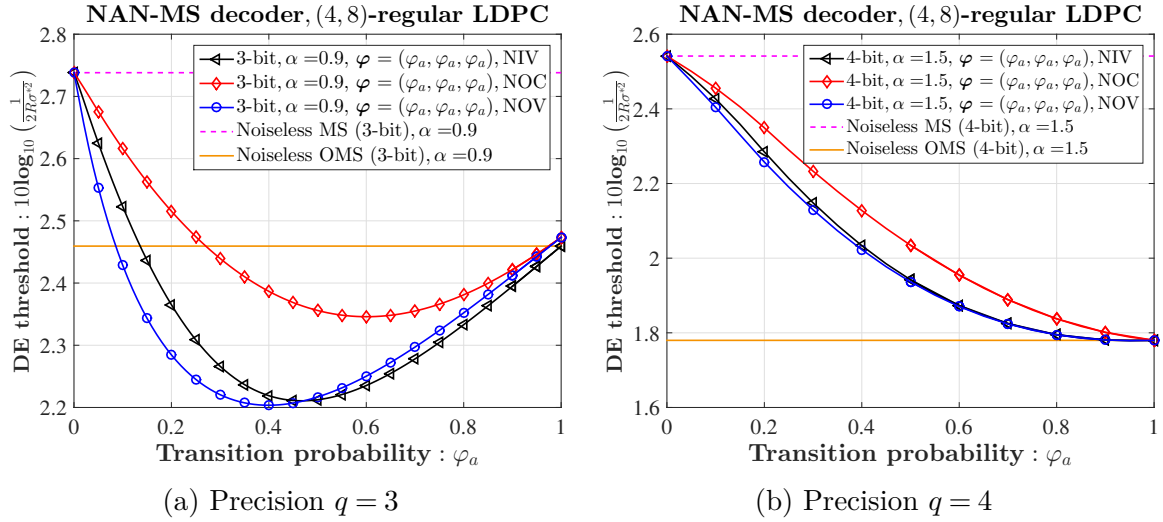 NAN-MS decoder, (4, 8)-regular LDPC
2.8
2.7
2.6
2.5
2.4
2.3
2.2
0
0.2
0.4
0.6
0.8
1
DE threshold : 10log₁₀ (1/(2Rσ*²))
Transition probability : φₐ
3-bit, α =0.9, φ = (φₐ, φₐ, φₐ), NIV
3-bit, α =0.9, φ = (φₐ, φₐ, φₐ), NOC
3-bit, α =0.9, φ = (φₐ, φₐ, φₐ), NOV
Noiseless MS (3-bit), α =0.9
Noiseless OMS (3-bit), α =0.9
(a) Precision q = 3
NAN-MS decoder, (4, 8)-regular LDPC
2.6
2.4
2.2
2
1.8
1.6
0
0.2
0.4
0.6
0.8
1
DE threshold : 10log₁₀ (1/(2Rσ*²))
Transition probability : φₐ
4-bit, α =1.5, φ = (φₐ, φₐ, φₐ), NIV
4-bit, α =1.5, φ = (φₐ, φₐ, φₐ), NOC
4-bit, α =1.5, φ = (φₐ, φₐ, φₐ), NOV
Noiseless MS (4-bit), α =1.5
Noiseless OMS (4-bit), α =1.5
(b) Precision q = 4